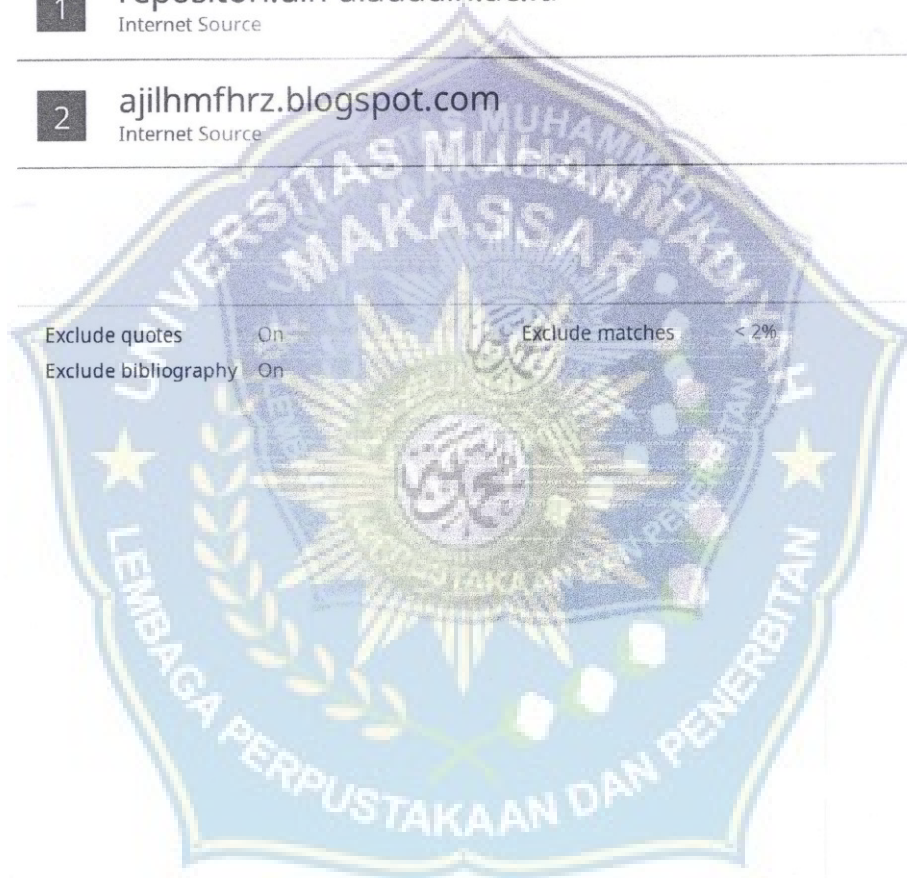 1
Internet Source
2 ajilhmfhrz.blogspot.com
Internet Source
UNIVERSITAS MUHAMMADIYAH
MAKASSAR
Exclude quotes On Exclude matches < 2%
Exclude bibliography On
LEMBAGA PERPUSTAKAAN DAN PENERBITAN